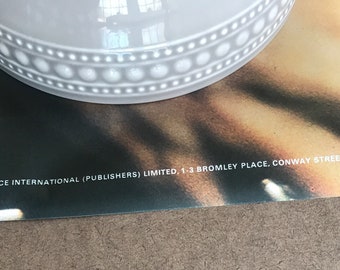 CE INTERNATIONAL (PUBLISHERS) LIMITED, 1-3 BROMLEY PLACE, CONWAY STREE